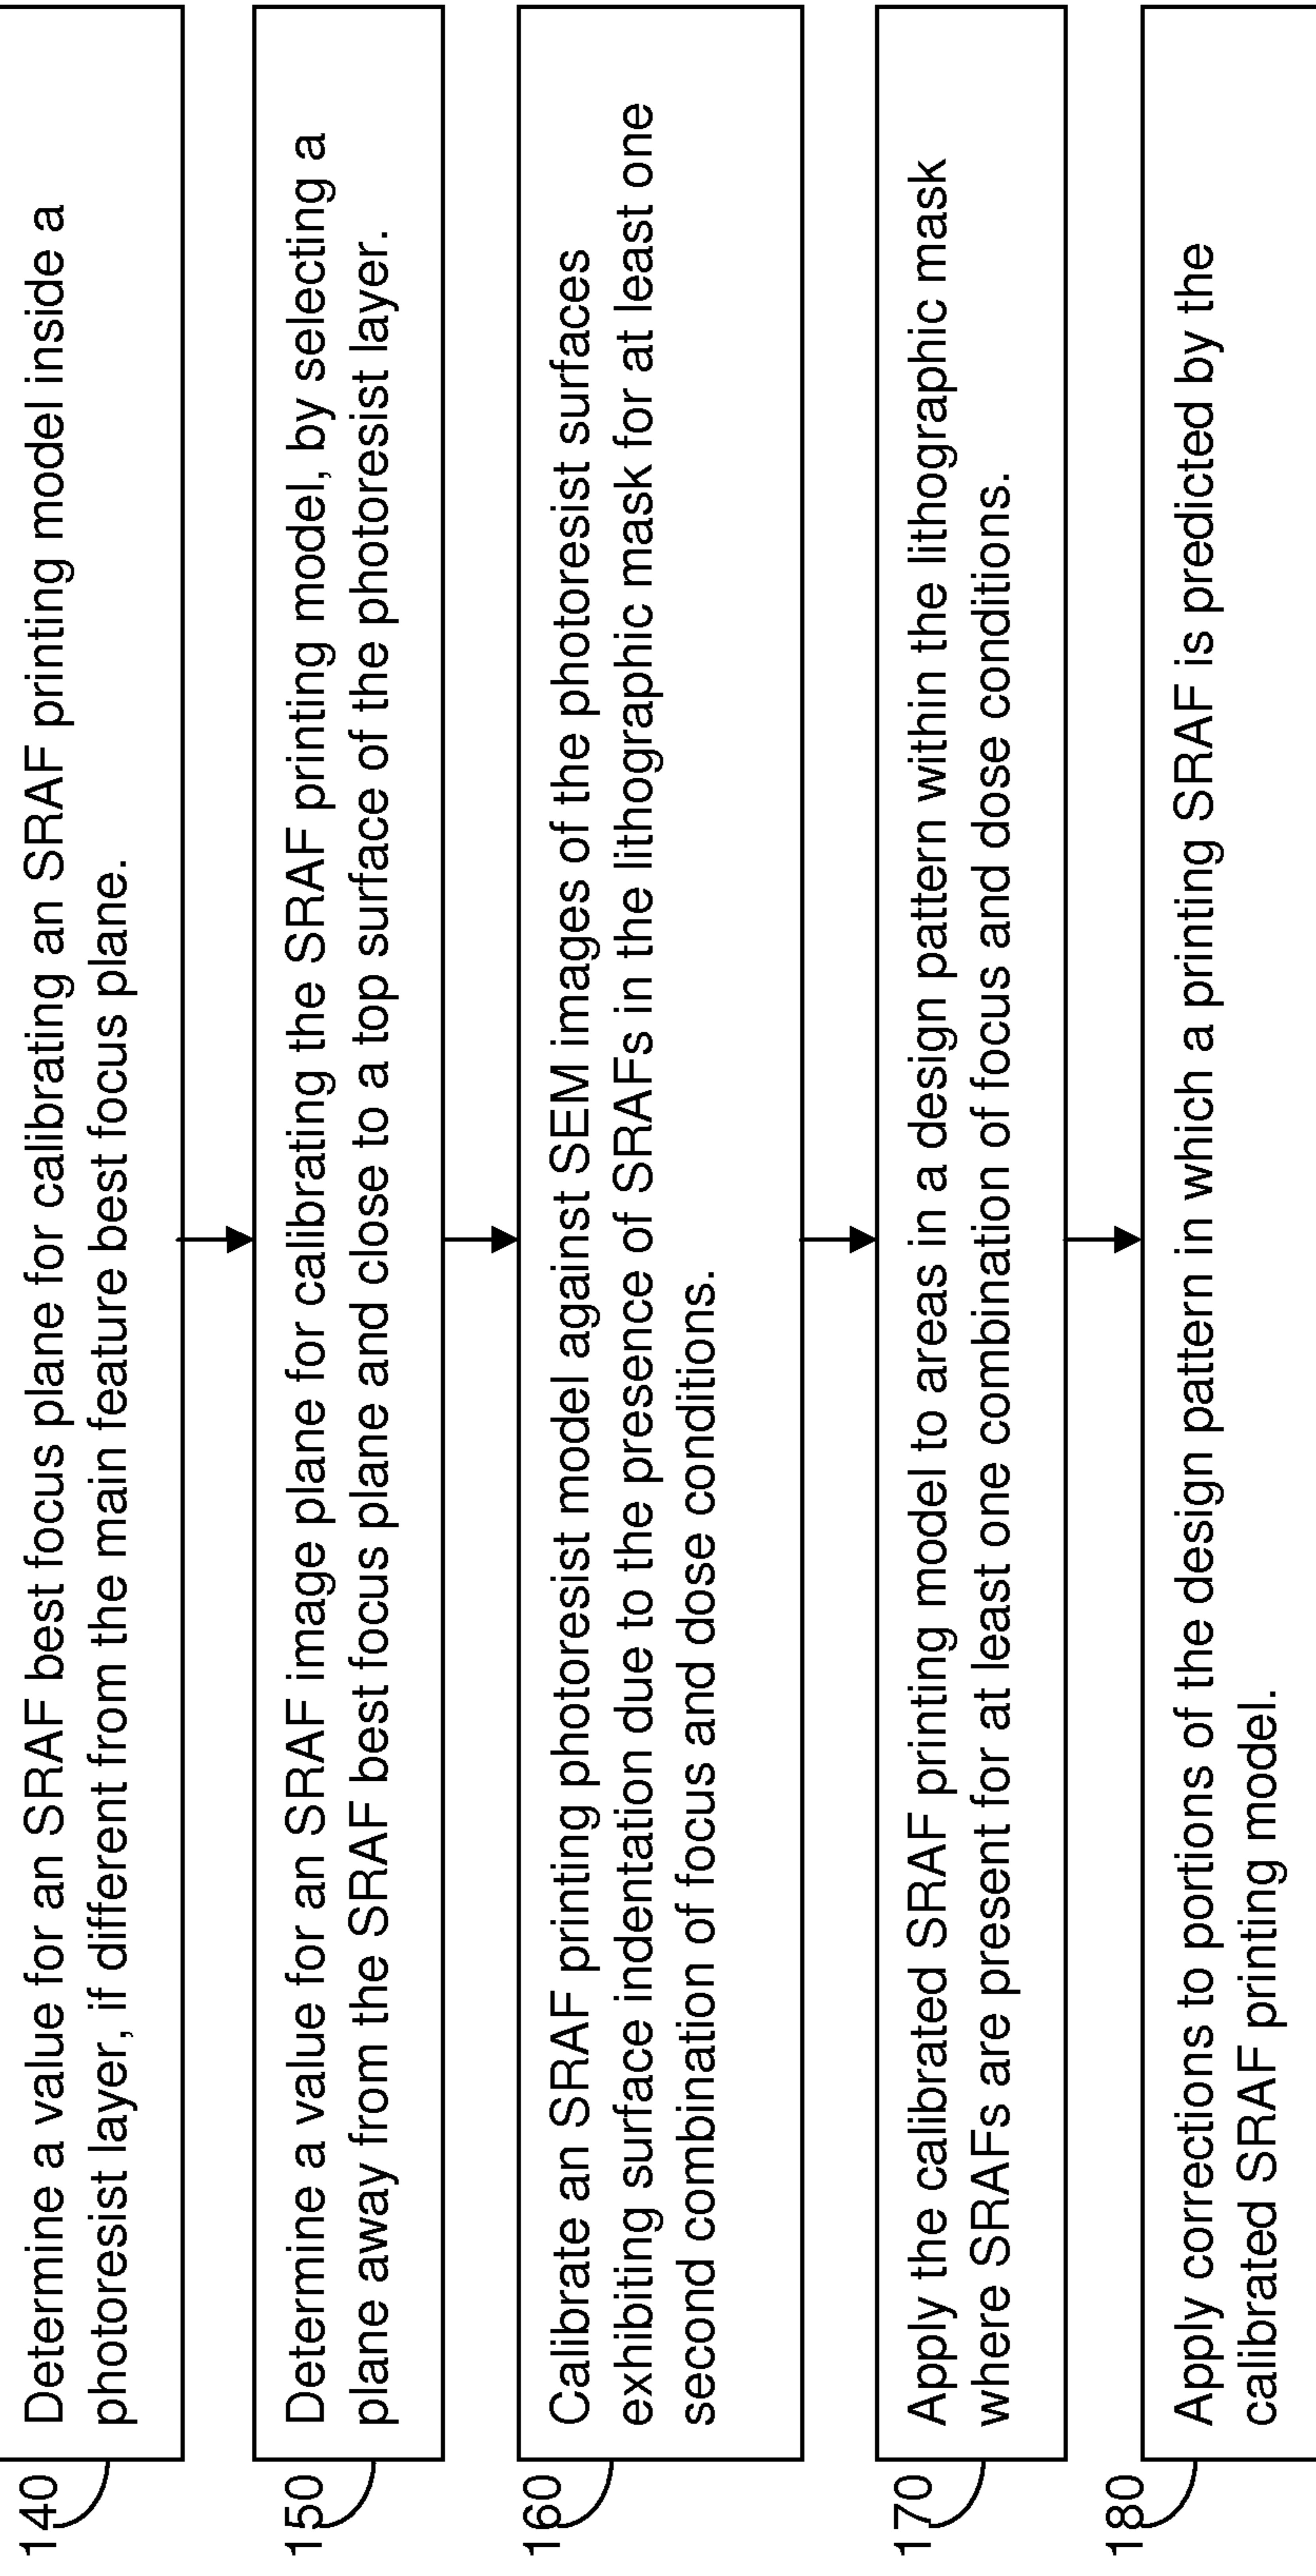 140
Determine a value for an SRAF best focus plane for calibrating an SRAF printing model inside a
photoresist layer, if different from the main feature best focus plane.
150
Determine a value for an SRAF image plane for calibrating the SRAF printing model, by selecting a
plane away from the SRAF best focus plane and close to a top surface of the photoresist layer.
160
Calibrate an SRAF printing photoresist model against SEM images of the photoresist surfaces
exhibiting surface indentation due to the presence of SRAFs in the lithographic mask for at least one
second combination of focus and dose conditions.
170
Apply the calibrated SRAF printing model to areas in a design pattern within the lithographic mask
where SRAFs are present for at least one combination of focus and dose conditions.
180
Apply corrections to portions of the design pattern in which a printing SRAF is predicted by the
calibrated SRAF printing model.